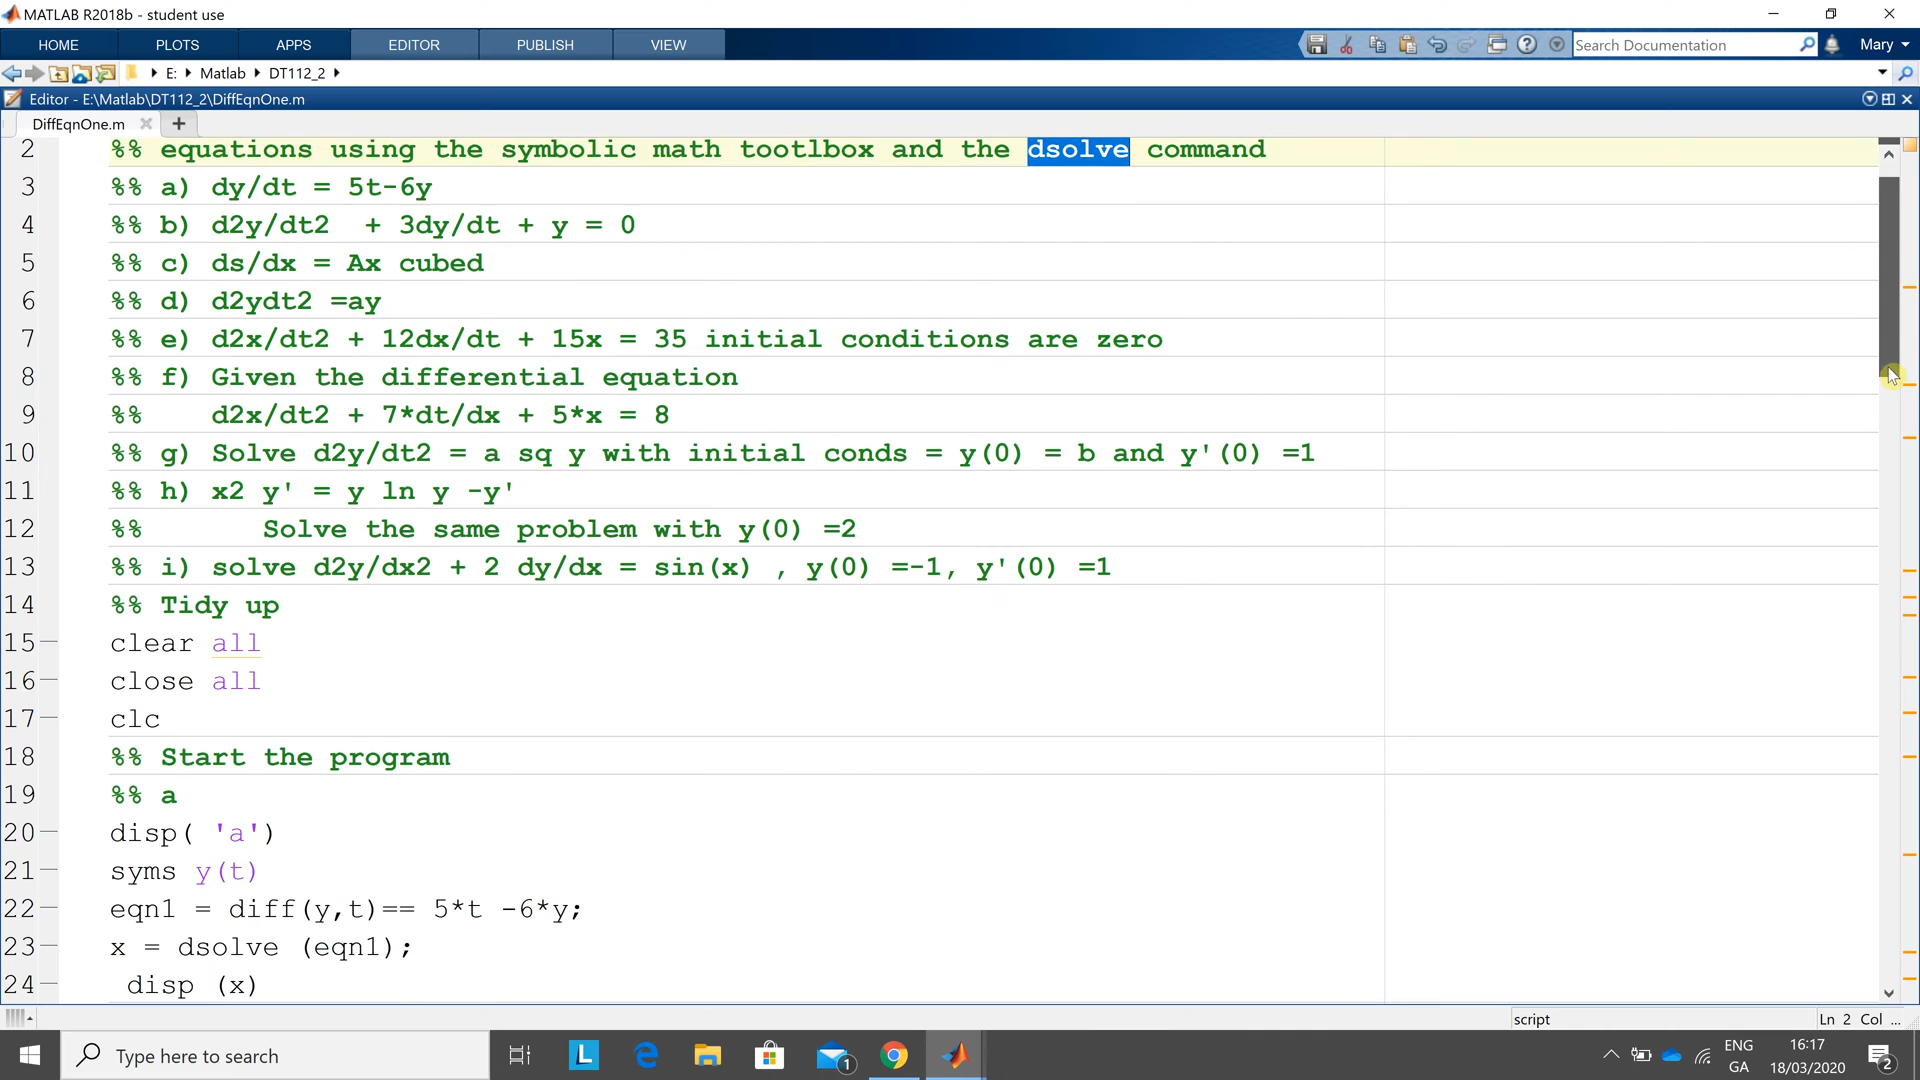 MATLAB R2018b - student use
HOME PLOTS APPS EDITOR PUBLISH VIEW Search Documentation Mary
E: Matlab DT112_2
Editor - E:\Matlab\DT112_2\DiffEqnOne.m
DiffEqnOne.m +
2 %% equations using the symbolic math tootlbox and the dsolve command
3 %% a) dy/dt = 5t-6y
4 %% b) d2y/dt2  + 3dy/dt + y = 0
5 %% c) ds/dx = Ax cubed
6 %% d) d2ydt2 =ay
7 %% e) d2x/dt2 + 12dx/dt + 15x = 35 initial conditions are zero
8 %% f) Given the differential equation
9 %%    d2x/dt2 + 7*dt/dx + 5*x = 8
10 %% g) Solve d2y/dt2 = a sq y with initial conds = y(0) = b and y'(0) =1
11 %% h) x2 y' = y ln y -y'
12 %%       Solve the same problem with y(0) =2
13 %% i) solve d2y/dx2 + 2 dy/dx = sin(x) , y(0) =-1, y'(0) =1
14 %% Tidy up
15 clear all
16 close all
17 clc
18 %% Start the program
19 %% a
20 disp( 'a')
21 syms y(t)
22 eqn1 = diff(y,t)== 5*t -6*y;
23 x = dsolve (eqn1);
24  disp (x)
script Ln 2 Col ...
Type here to search L 1 ENG GA 16:17 18/03/2020 2